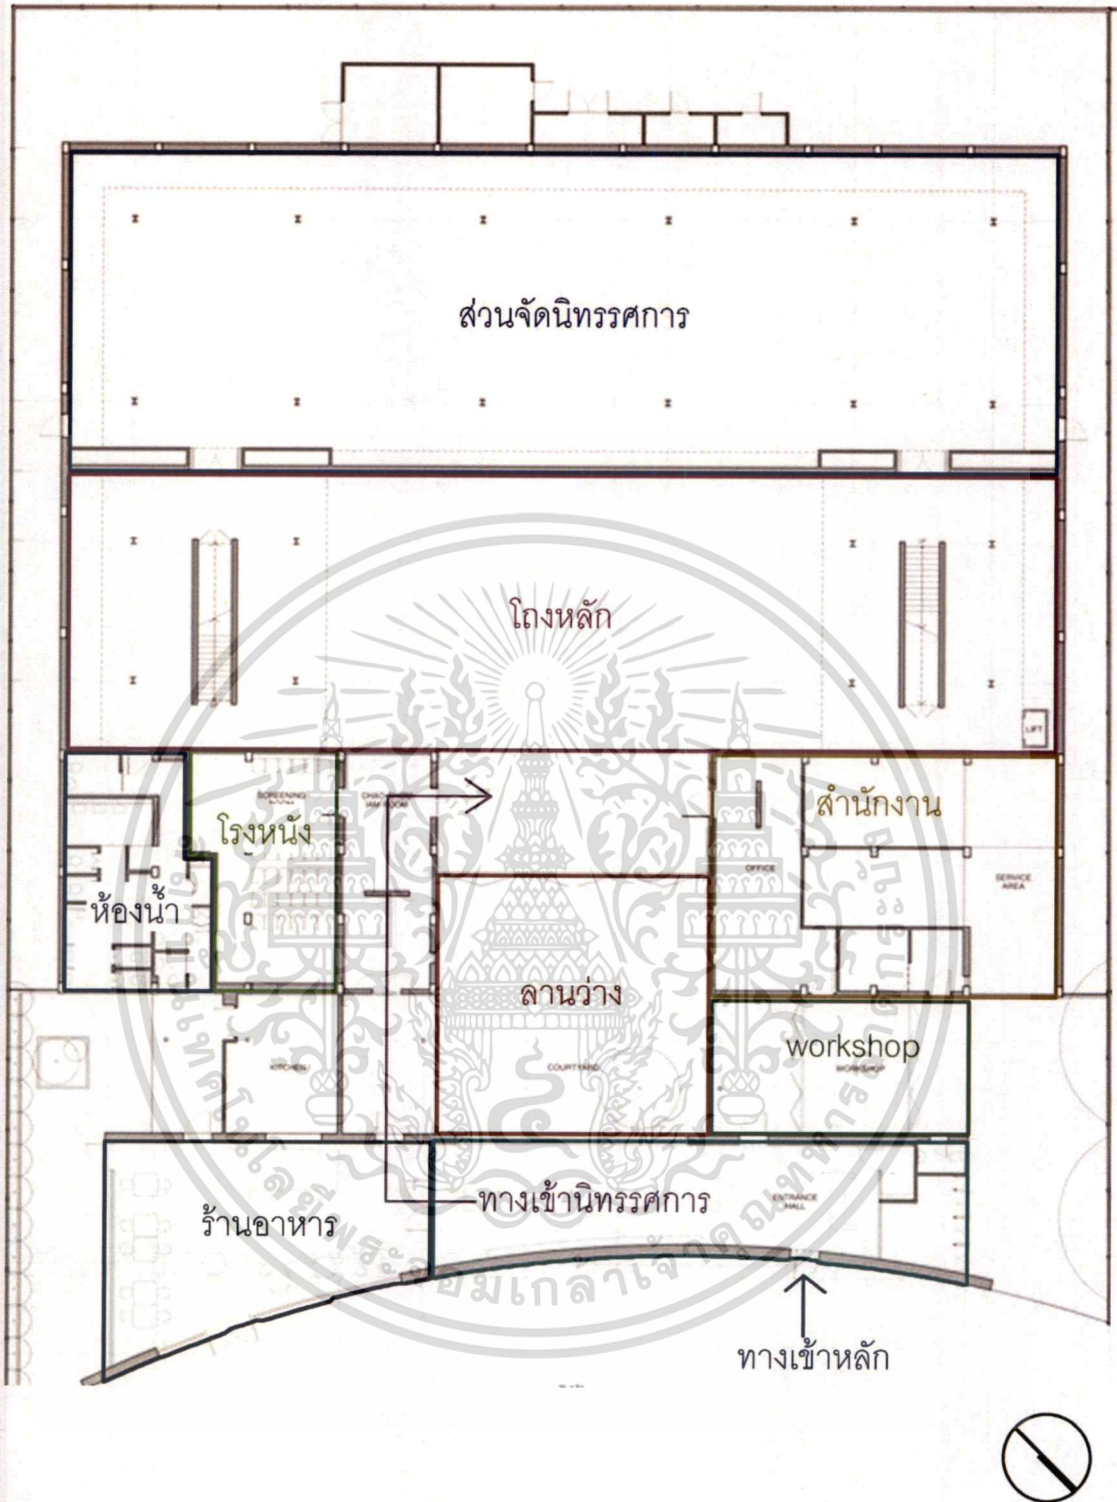 ส่วนจัดนิทรรศการ
โถงหลัก
LIFT
SCREENING
โรงหนัง
สำนักงาน
OFFICE
SERVICE
AREA
ห้องน้ำ
ลานว่าง
COURTYARD
workshop
WORKSHOP
KITCHEN
ทางเข้านิทรรศการ
ENTRANCE
HALL
ร้านอาหาร
ทางเข้าหลัก